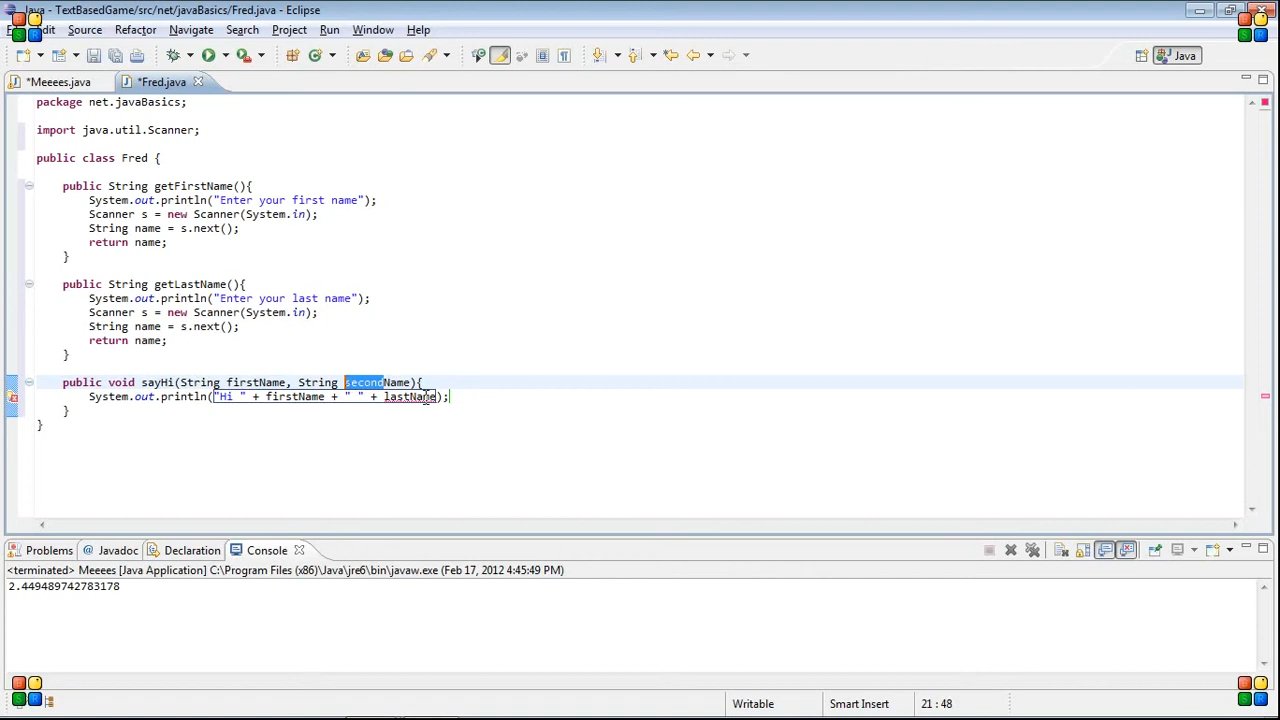 Java - TextBasedGame/src/net/javaBasics/Fred.java - Eclipse
Edit Source Refactor Navigate Search Project Run Window Help
Java
*Meeees.java *Fred.java
package net.javaBasics;
import java.util.Scanner;
public class Fred {
public String getFirstName(){
System.out.println("Enter your first name");
Scanner s = new Scanner(System.in);
String name = s.next();
return name;
}
public String getLastName(){
System.out.println("Enter your last name");
Scanner s = new Scanner(System.in);
String name = s.next();
return name;
}
public void sayHi(String firstName, String secondName){
System.out.println("Hi " + firstName + " " + lastName);
}
}
Problems Javadoc Declaration Console
<terminated> Meeees [Java Application] C:\Program Files (x86)\Java\jre6\bin\javaw.exe (Feb 17, 2012 4:45:49 PM)
2.449489742783178
Writable Smart Insert 21 : 48